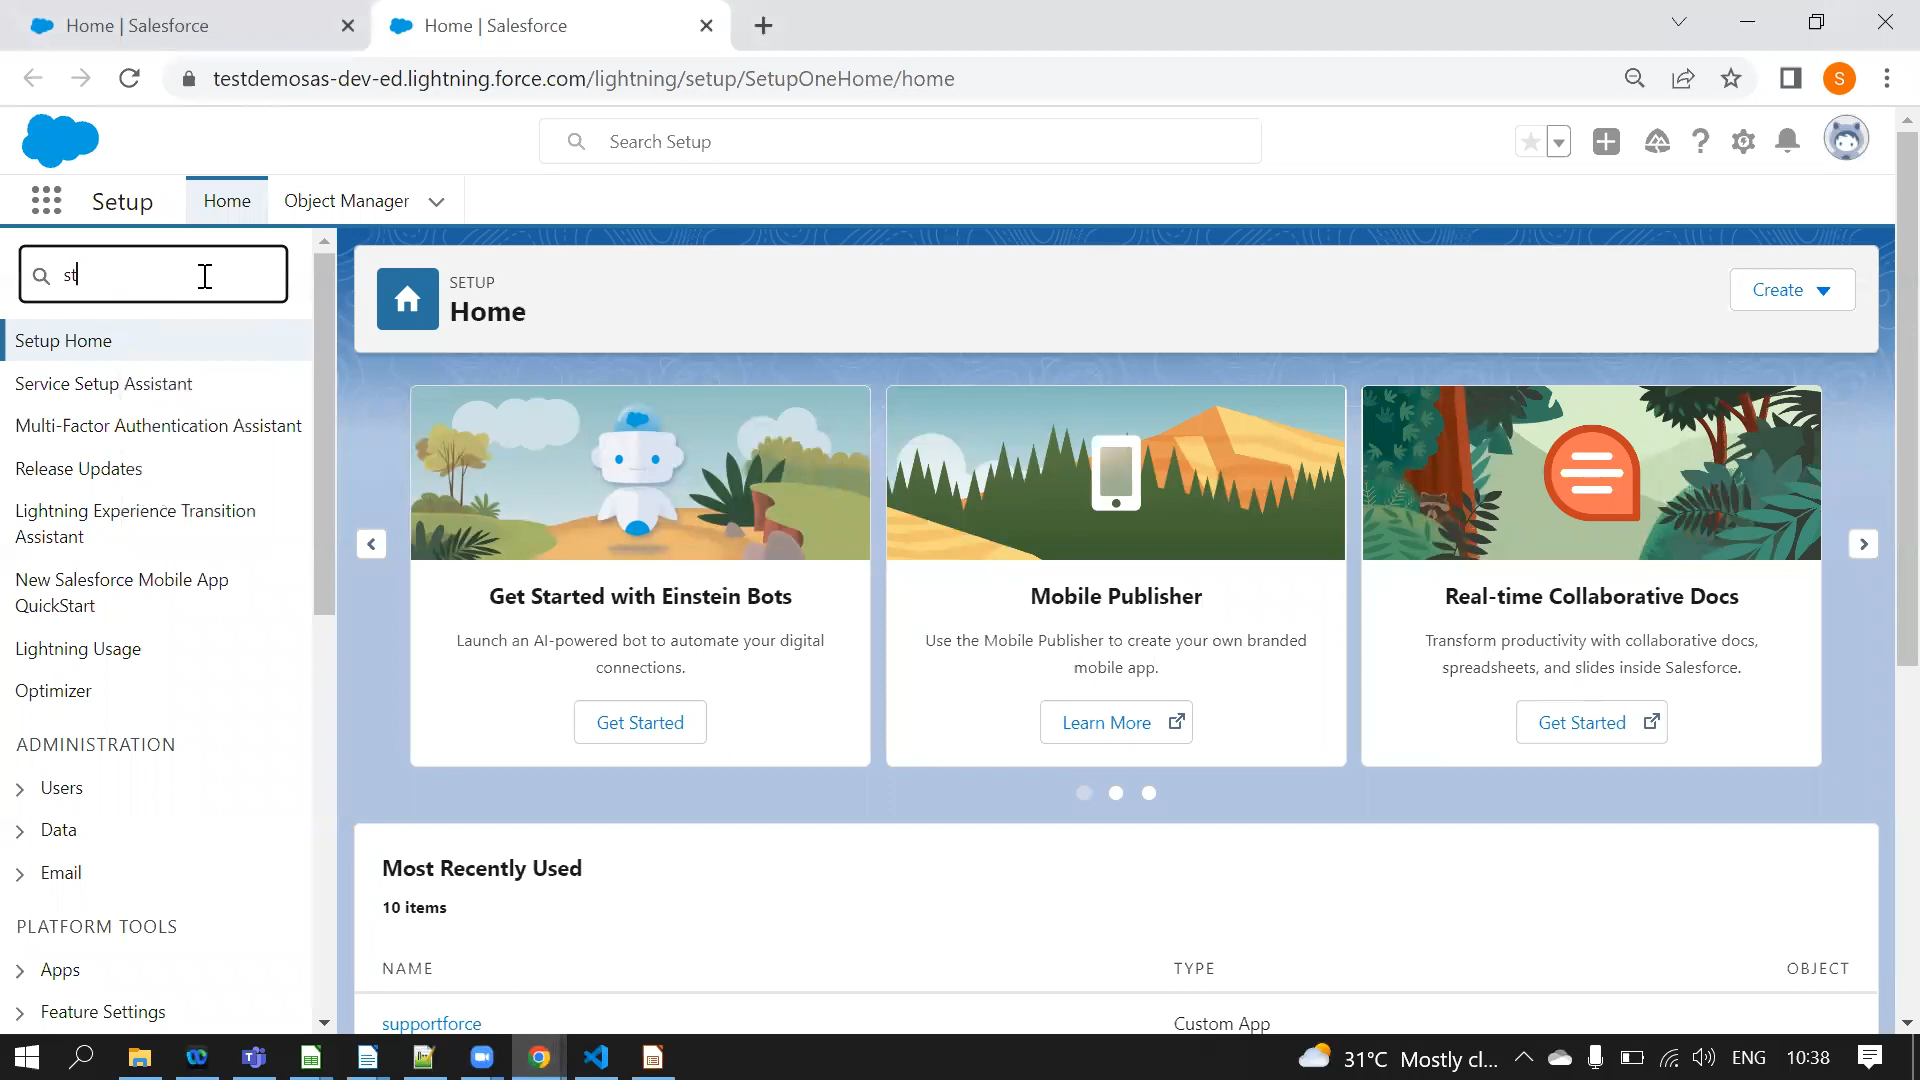 Home | Salesforce
Home | Salesforce
testdemosas-dev-ed.lightning.force.com/lightning/setup/SetupOneHome/home
S
Search Setup
Setup
Home
Object Manager
st
Setup Home
Service Setup Assistant
Multi-Factor Authentication Assistant
Release Updates
Lightning Experience Transition
Assistant
New Salesforce Mobile App
QuickStart
Lightning Usage
Optimizer
ADMINISTRATION
Users
Data
Email
PLATFORM TOOLS
Apps
Feature Settings
SETUP
Home
Create
Get Started with Einstein Bots
Launch an AI-powered bot to automate your digital
connections.
Get Started
Mobile Publisher
Use the Mobile Publisher to create your own branded
mobile app.
Learn More
Real-time Collaborative Docs
Transform productivity with collaborative docs,
spreadsheets, and slides inside Salesforce.
Get Started
Most Recently Used
10 items
NAME
TYPE
OBJECT
supportforce
Custom App
31°C Mostly cl...
ENG
10:38